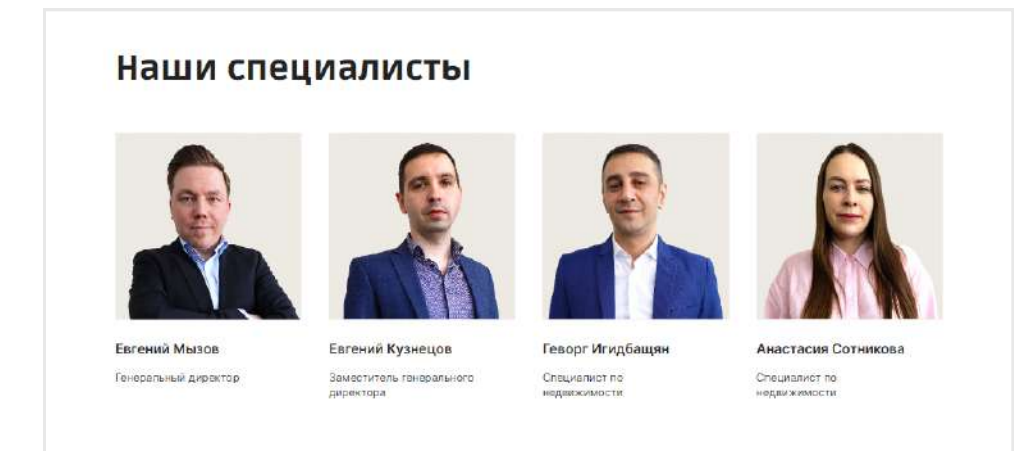 Наши специалисты
Евгений Мызов
Евгений Кузнецов
Геворг Игидбащян
Анастасия Сотникова
Генеральный директор
Заместитель генерального
директора
Специалист по
недвижимости
Специалист по
недвижимости